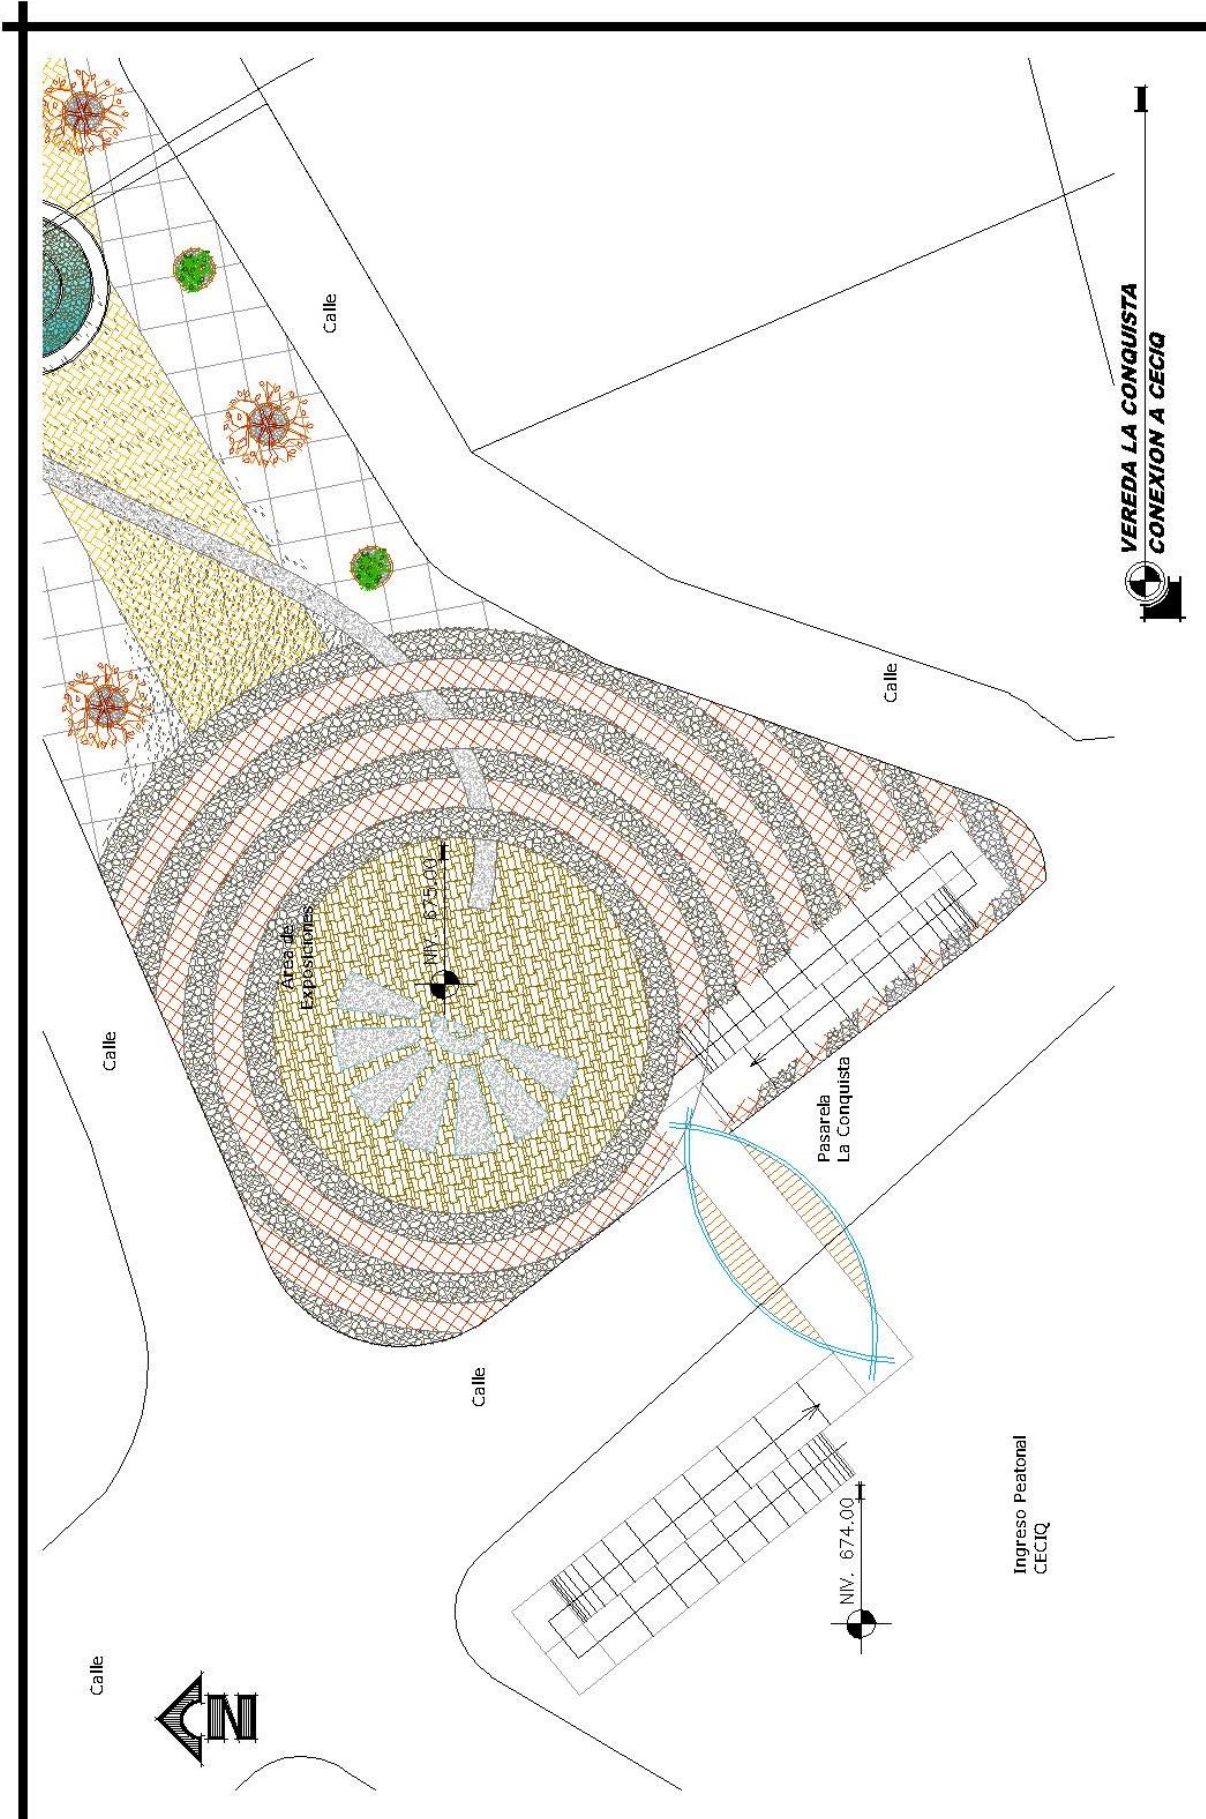 VEREDA LA CONQUISTA
CONEXION A CECIQ
Calle
Calle
Calle
Calle
Calle
Área de
Exposiciones
NIV. 675.00
Pasarela
La Conquista
NIV. 674.00
Ingreso Peatonal
CECIQ
N